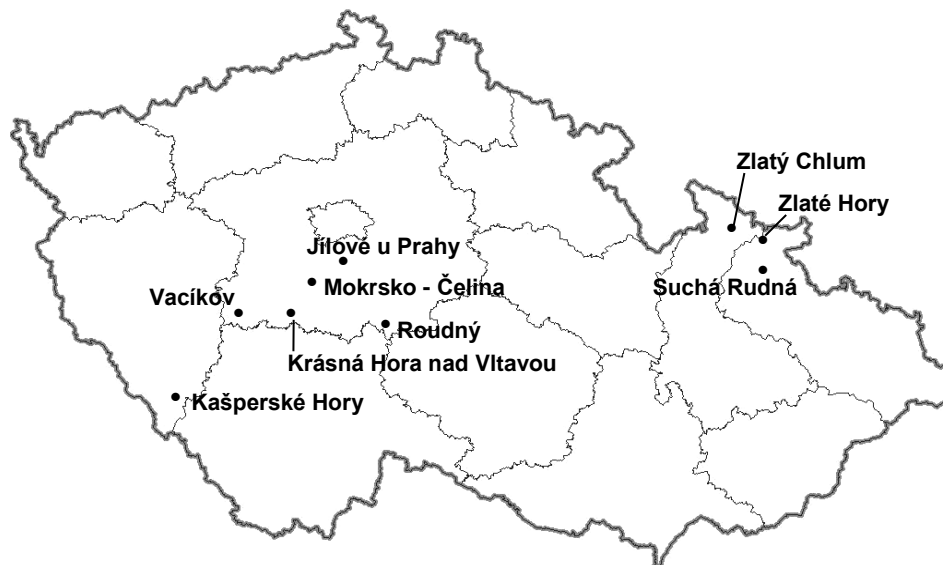 Zlatý Chlum
Zlaté Hory
Jílové u Prahy
Mokrsko - Čelina
Suchá Rudná
Vacíkov
Roudný
Krásná Hora nad Vltavou
Kašperské Hory